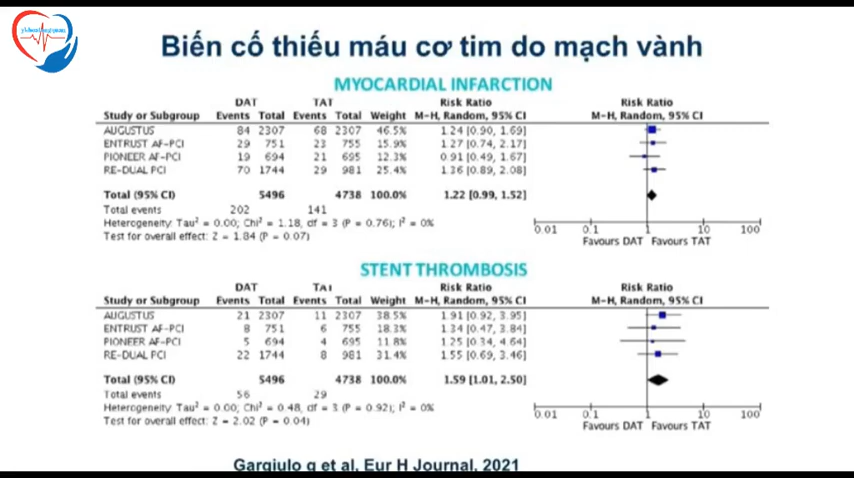 Biến cố thiếu máu cơ tim do mạch vành
MYOCARDIAL INFARCTION
DAT TAT Risk Ratio Risk Ratio
Study or Subgroup Events Total Events Total Weight M-H, Random, 95% CI M-H, Random, 95% CI
AUGUSTUS 84 2307 68 2307 46.5% 1.24 [0.90, 1.69]
ENTRUST AF-PCI 29 751 23 755 15.9% 1.27 [0.74, 2.17]
PIONEER AF-PCI 19 694 21 695 12.3% 0.91 [0.49, 1.67]
RE-DUAL PCI 70 1744 29 981 25.4% 1.36 [0.89, 2.08]
Total (95% CI) 5496 4738 100.0% 1.22 [0.99, 1.52]
Total events 202 141
Heterogeneity: Tau² = 0.00; Chi² = 1.18, df = 3 (P = 0.76); I² = 0%
Test for overall effect: Z = 1.84 (P = 0.07)
0.01 0.1 1 10 100
Favours DAT Favours TAT
STENT THROMBOSIS
DAT TAT Risk Ratio Risk Ratio
Study or Subgroup Events Total Events Total Weight M-H, Random, 95% CI M-H, Random, 95% CI
AUGUSTUS 21 2307 11 2307 38.5% 1.91 [0.92, 3.95]
ENTRUST AF-PCI 8 751 6 755 18.3% 1.34 [0.47, 3.84]
PIONEER AF-PCI 5 694 4 695 11.8% 1.25 [0.34, 4.64]
RE-DUAL PCI 22 1744 8 981 31.4% 1.55 [0.69, 3.46]
Total (95% CI) 5496 4738 100.0% 1.59 [1.01, 2.50]
Total events 56 29
Heterogeneity: Tau² = 0.00; Chi² = 0.48, df = 3 (P = 0.92); I² = 0%
Test for overall effect: Z = 2.02 (P = 0.04)
0.01 0.1 1 10 100
Favours DAT Favours TAT
Gargiulo g et al, Eur H Journal, 2021